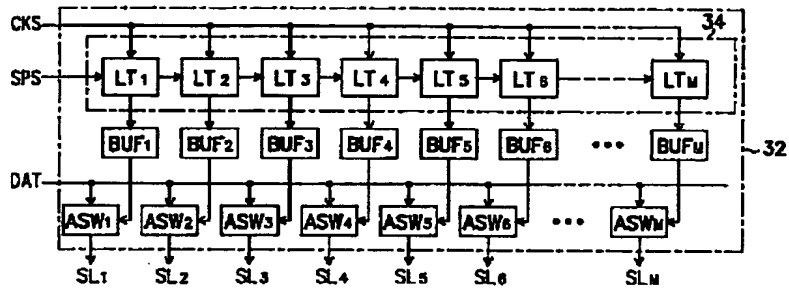 CKS 34
SPS LT1 LT2 LT3 LT4 LT5 LT6 LTM
BUF1 BUF2 BUF3 BUF4 BUF5 BUF6 ••• BUFM 32
DAT
ASW1 ASW2 ASW3 ASW4 ASW5 ASW6 ••• ASWM
SL1 SL2 SL3 SL4 SL5 SL6 SLM